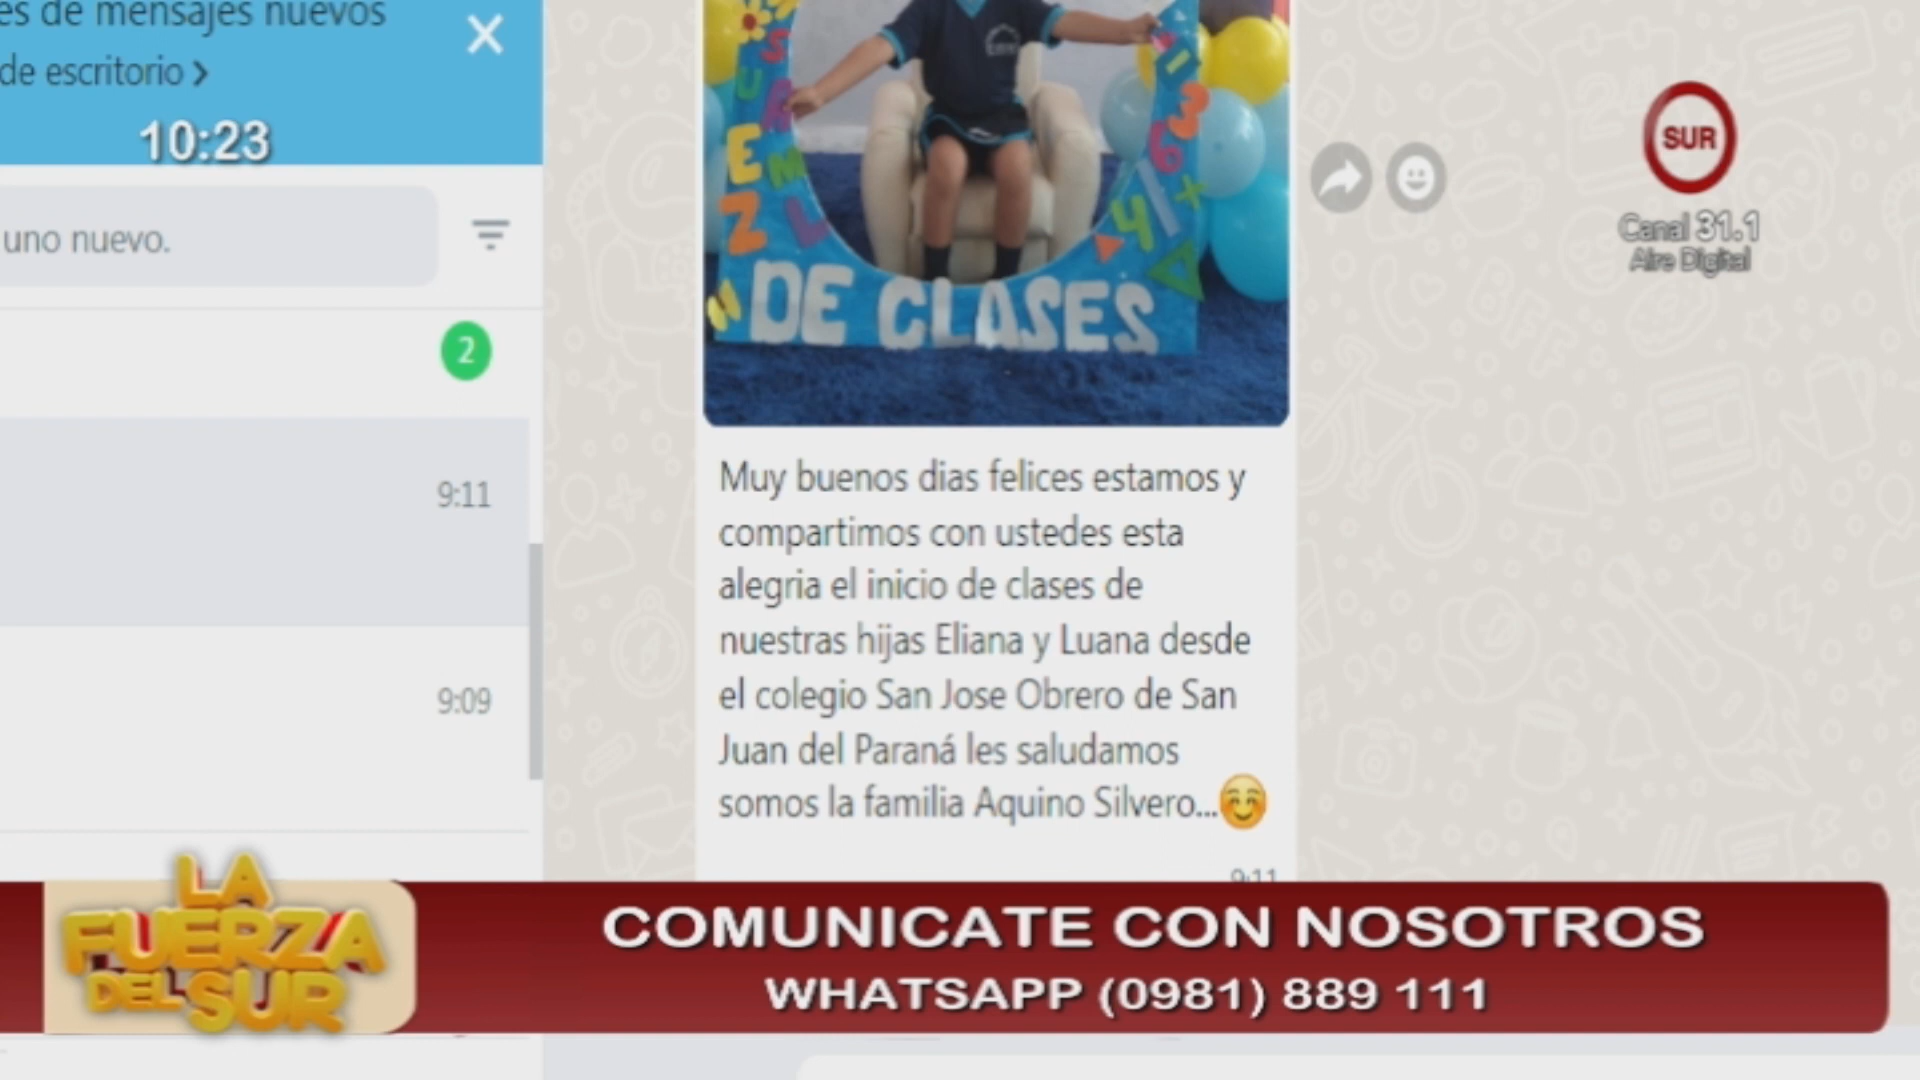 es de mensajes nuevos
de escritorio >
10:23
uno nuevo.
2
9:11
9:09
DE CLASES
Muy buenos dias felices estamos y
compartimos con ustedes esta
alegria el inicio de clases de
nuestras hijas Eliana y Luana desde
el colegio San Jose Obrero de San
Juan del Paraná les saludamos
somos la familia Aquino Silvero...😊
9:11
SUR
Canal 31.1
Aire Digital
LA
FUERZA
DEL SUR
COMUNICATE CON NOSOTROS
WHATSAPP (0981) 889 111